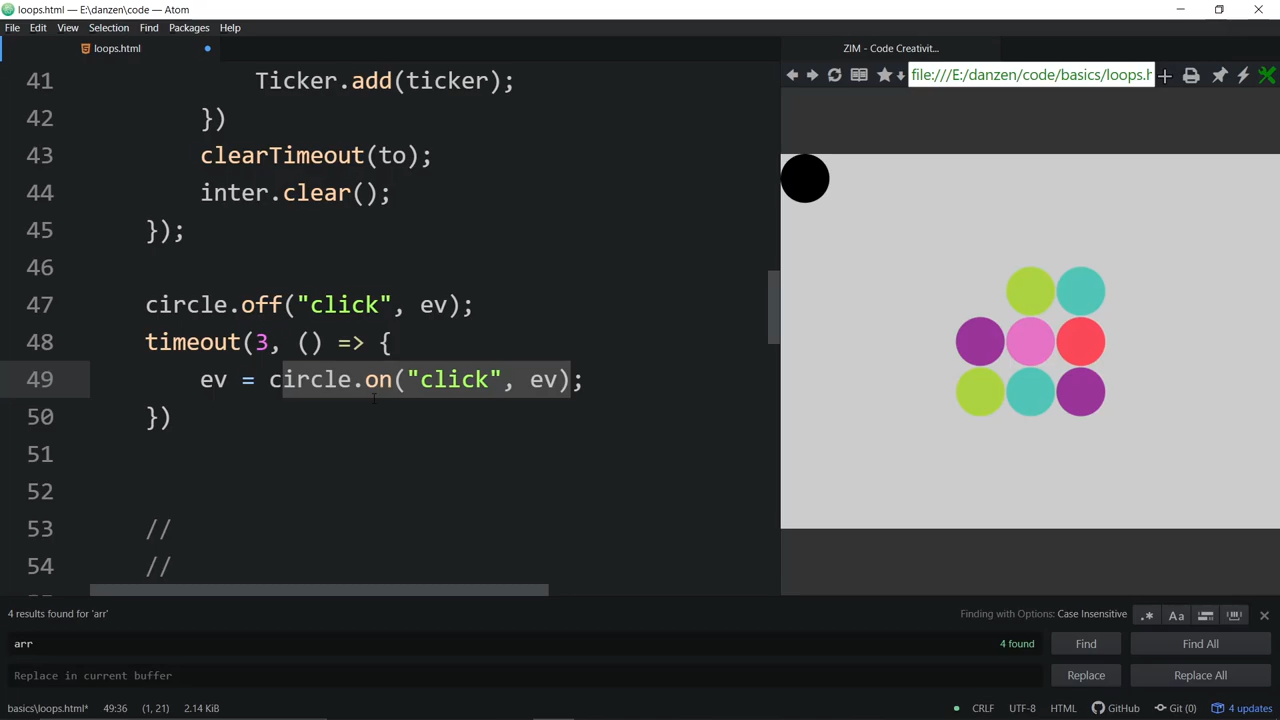 loops.html — E:\danzen\code — Atom
File Edit View Selection Find Packages Help
loops.html
ZIM - Code Creativit...
file:///E:/danzen/code/basics/loops.h
41 Ticker.add(ticker);
42 })
43 clearTimeout(to);
44 inter.clear();
45 });
46
47 circle.off("click", ev);
48 timeout(3, () => {
49 ev = circle.on("click", ev);
50 })
51
52
53 //
54 //
4 results found for 'arr'
Finding with Options: Case Insensitive
.* Aa
arr
4 found
Find
Find All
Replace in current buffer
Replace
Replace All
basics\loops.html* 49:36 (1, 21) 2.14 KiB
CRLF UTF-8 HTML GitHub Git (0) 4 updates